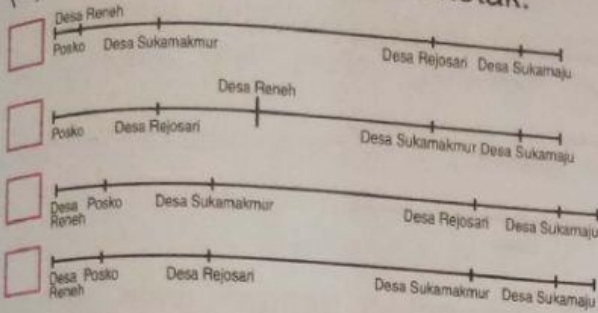 Desa Reneh
Posko Desa Sukamakmur Desa Rejosari Desa Sukamaju
Desa Reneh
Posko Desa Rejosari Desa Sukamakmur Desa Sukamaju
Desa Reneh Posko Desa Sukamakmur Desa Rejosari Desa Sukamaju
Desa Reneh Posko Desa Rejosari Desa Sukamakmur Desa Sukamaju